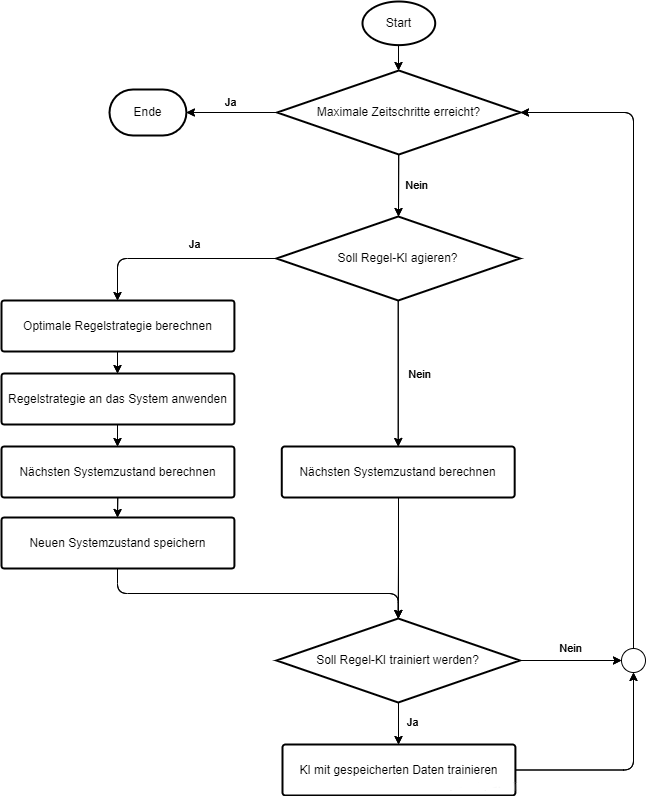 Start
Maximale Zeitschritte erreicht?
Ja
Ende
Nein
Soll Regel-KI agieren?
Ja
Optimale Regelstrategie berechnen
Regelstrategie an das System anwenden
Nächsten Systemzustand berechnen
Neuen Systemzustand speichern
Nein
Nächsten Systemzustand berechnen
Soll Regel-KI trainiert werden?
Nein
Ja
KI mit gespeicherten Daten trainieren